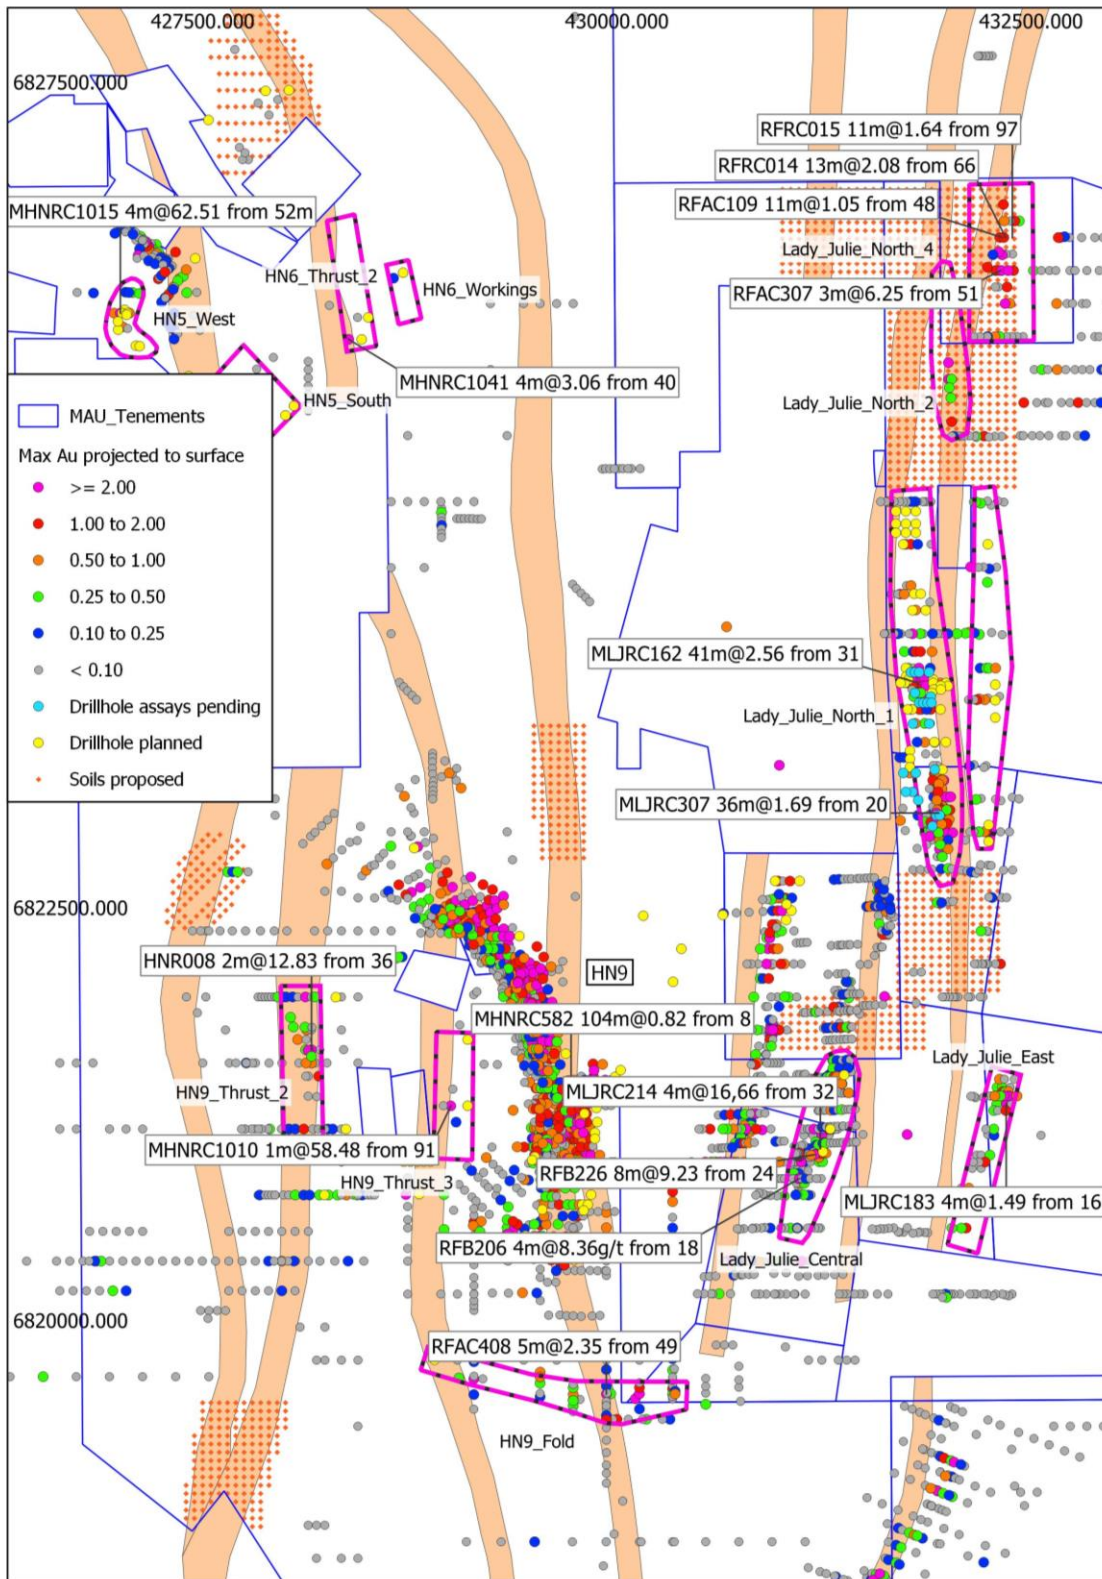 427500.000
430000.000
432500.000
6827500.000
RFRC015 11m@1.64 from 97
RFRC014 13m@2.08 from 66
RFAC109 11m@1.05 from 48
MHNRC1015 4m@62.51 from 52m
Lady_Julie_North_4
HN6_Thrust_2
HN6_Workings
RFAC307 3m@6.25 from 51
HN5_West
MHNRC1041 4m@3.06 from 40
HN5_South
Lady_Julie_North_2
MAU_Tenements
Max Au projected to surface
>= 2.00
1.00 to 2.00
0.50 to 1.00
0.25 to 0.50
0.10 to 0.25
< 0.10
Drillhole assays pending
Drillhole planned
Soils proposed
MLJRC162 41m@2.56 from 31
Lady_Julie_North_1
MLJRC307 36m@1.69 from 20
6822500.000
HNR008 2m@12.83 from 36
HN9
MHNRC582 104m@0.82 from 8
Lady_Julie_East
HN9_Thrust_2
MLJRC214 4m@16,66 from 32
MHNRC1010 1m@58.48 from 91
RFB226 8m@9.23 from 24
HN9_Thrust_3
MLJRC183 4m@1.49 from 16
RFB206 4m@8.36g/t from 18
Lady_Julie_Central
6820000.000
RFAC408 5m@2.35 from 49
HN9_Fold